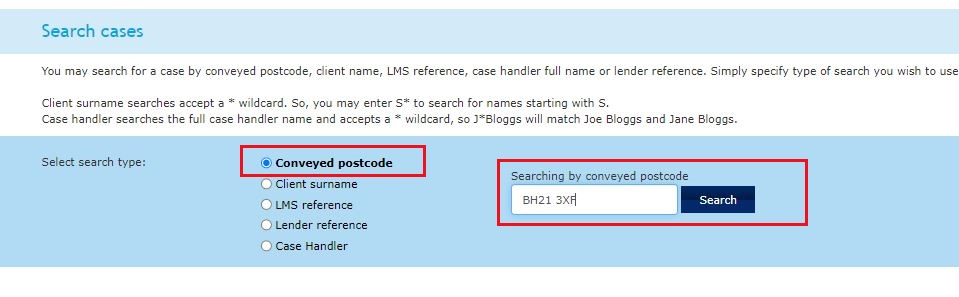 Search cases
You may search for a case by conveyed postcode, client name, LMS reference, case handler full name or lender reference. Simply specify type of search you wish to use
Client surname searches accept a * wildcard. So, you may enter S* to search for names starting with S.
Case handler searches the full case handler name and accepts a * wildcard, so J*Bloggs will match Joe Bloggs and Jane Bloggs.
Select search type:
Conveyed postcode
Client surname
LMS reference
Lender reference
Case Handler
Searching by conveyed postcode
BH21 3XF
Search